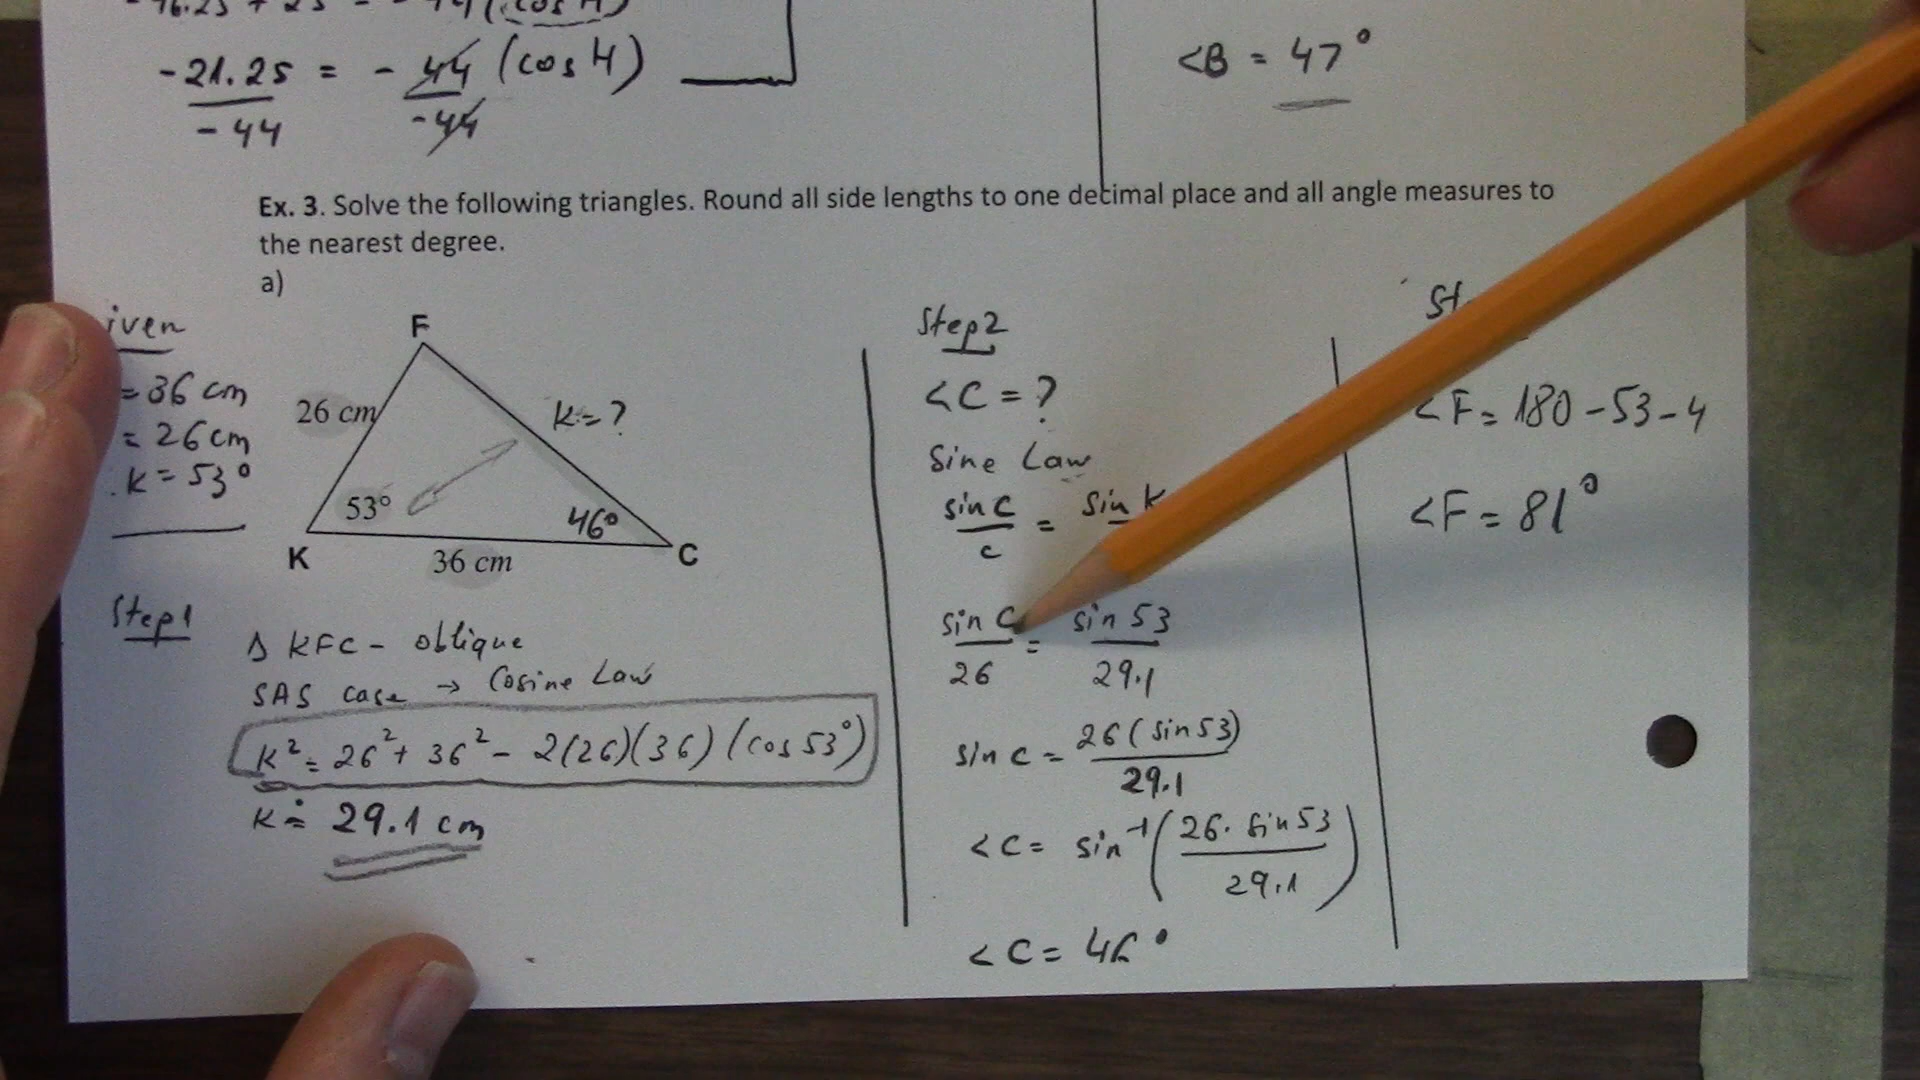 -21.25 = -44 (cos H)
-44 -44
<B = 47°
Ex. 3. Solve the following triangles. Round all side lengths to one decimal place and all angle measures to
the nearest degree.
a)
iven
= 36 cm
= 26 cm
k = 53°
F
26 cm
k = ?
53°
46°
K
36 cm
C
Step 1
Δ KFC - oblique
SAS case → Cosine Law
k² = 26² + 36² - 2(26)(36)(cos 53°)
k ≐ 29.1 cm
Step 2
<C = ?
Sine Law
sin C = sin K
c
sin C = sin 53
26 29.1
sin C = 26 (sin 53)
29.1
<C = sin⁻¹ (26 · sin 53)
29.1
<C = 46°
St
<F = 180 - 53 - 4
<F = 81°